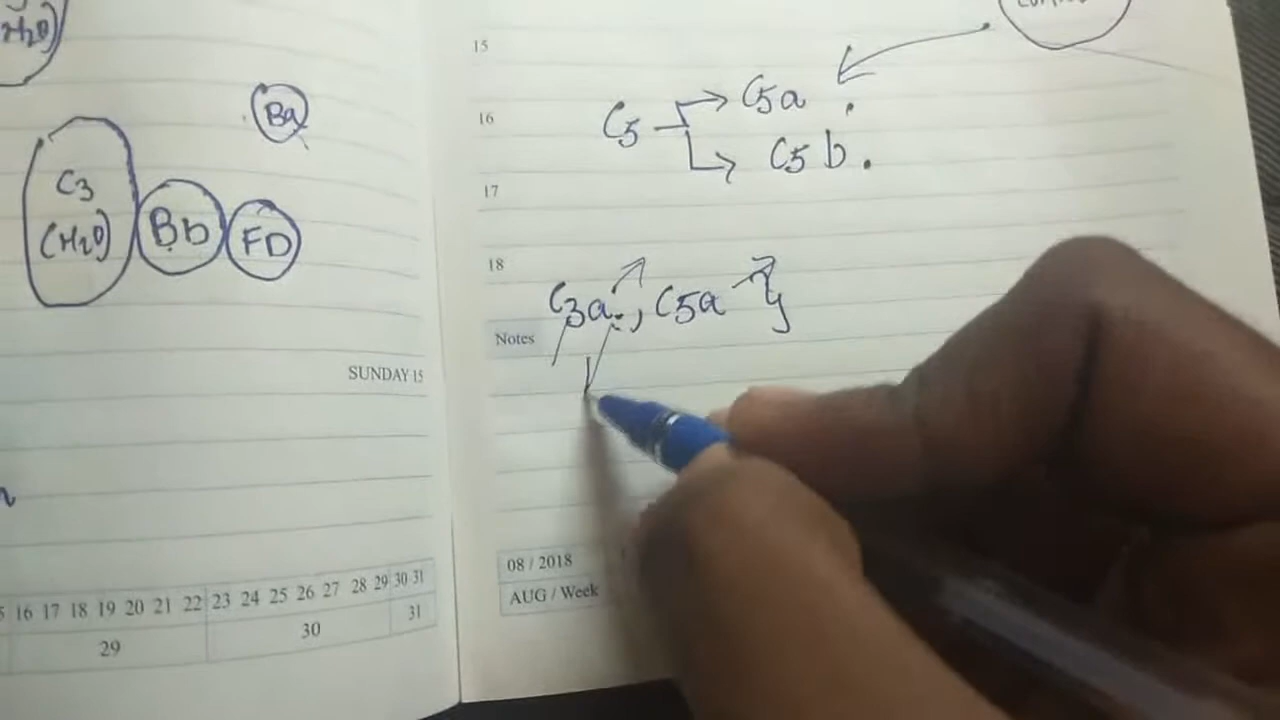 (H₂O)
Ba
C3
(H₂O) Bb FD
SUNDAY 15
16 17 18 19 20 21 22 23 24 25 26 27 28 29 30 31
29 30 31
15
C5a
16
C5
C5b.
17
18
C3a, C5a
Notes
08 / 2018
AUG / Week